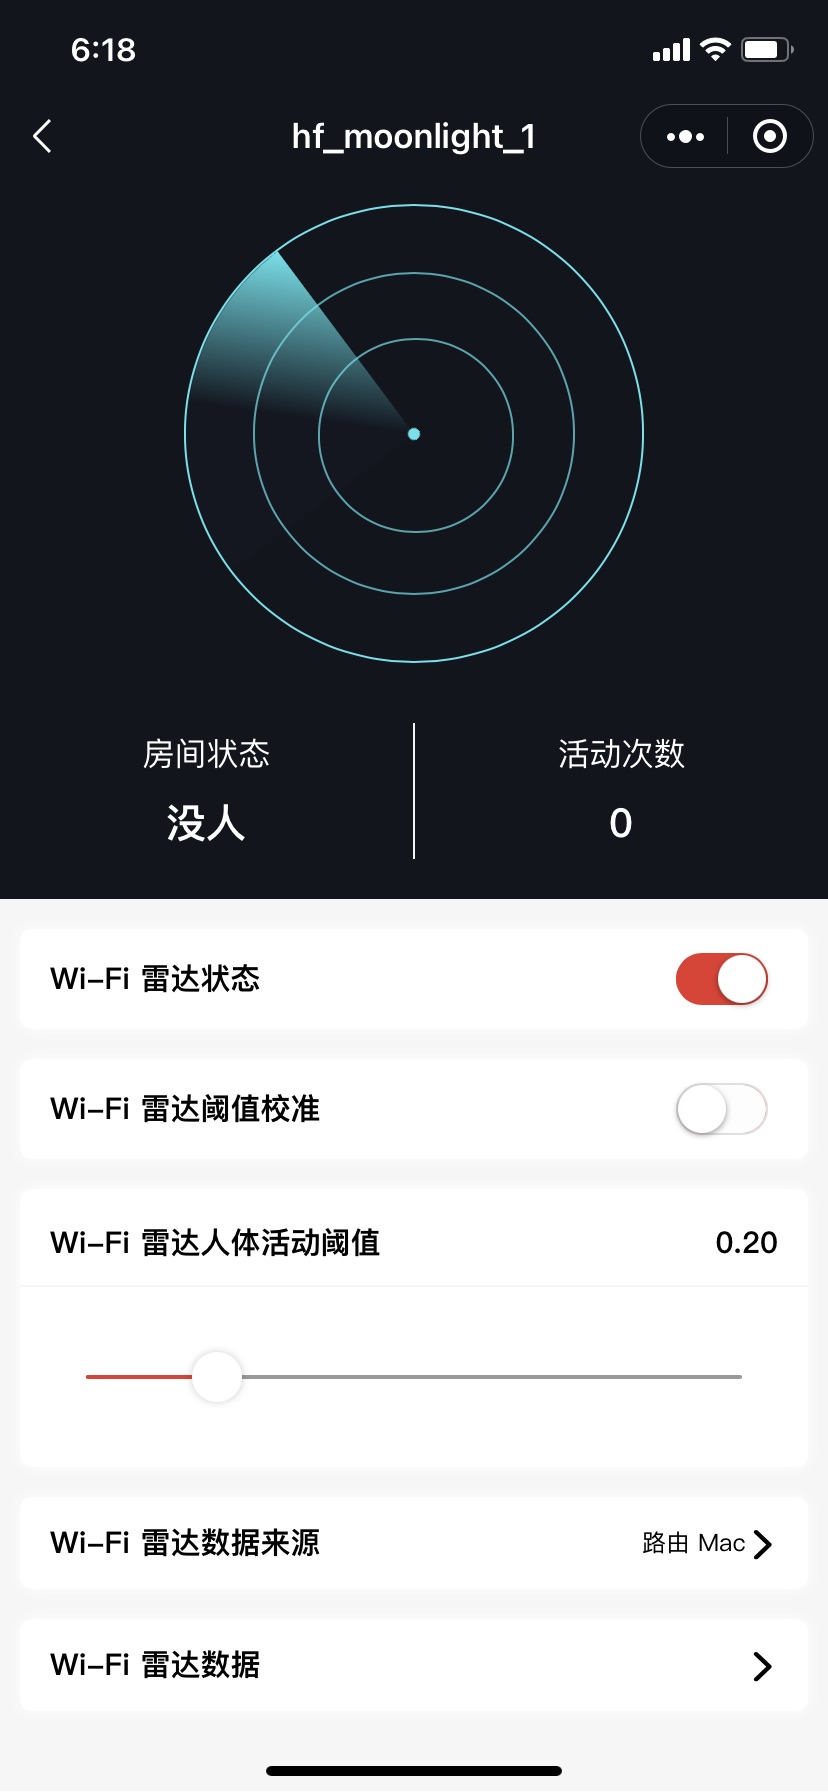 6:18
hf_moonlight_1
房间状态
活动次数
没人
0
Wi-Fi 雷达状态
Wi-Fi 雷达阈值校准
Wi-Fi 雷达人体活动阈值
0.20
Wi-Fi 雷达数据来源
路由 Mac
Wi-Fi 雷达数据